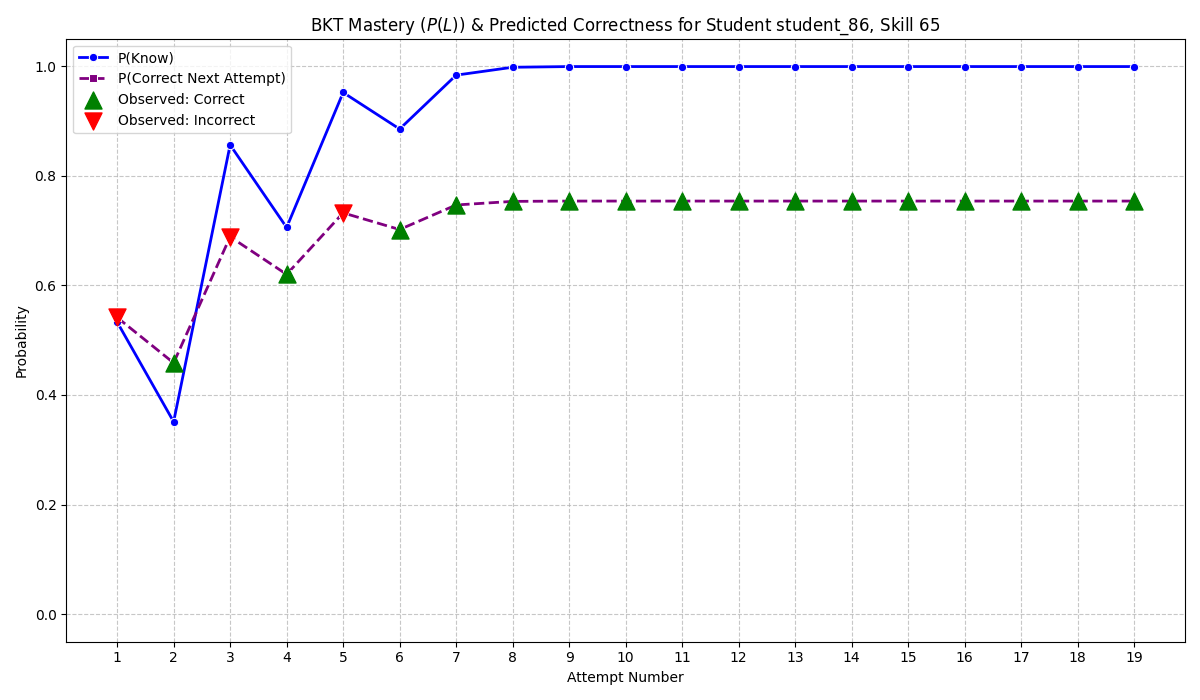 BKT Mastery (P(L)) & Predicted Correctness for Student student_86, Skill 65
P(Know)
P(Correct Next Attempt)
Observed: Correct
Observed: Incorrect
Probability
1.0
0.8
0.6
0.4
0.2
0.0
1 2 3 4 5 6 7 8 9 10 11 12 13 14 15 16 17 18 19
Attempt Number